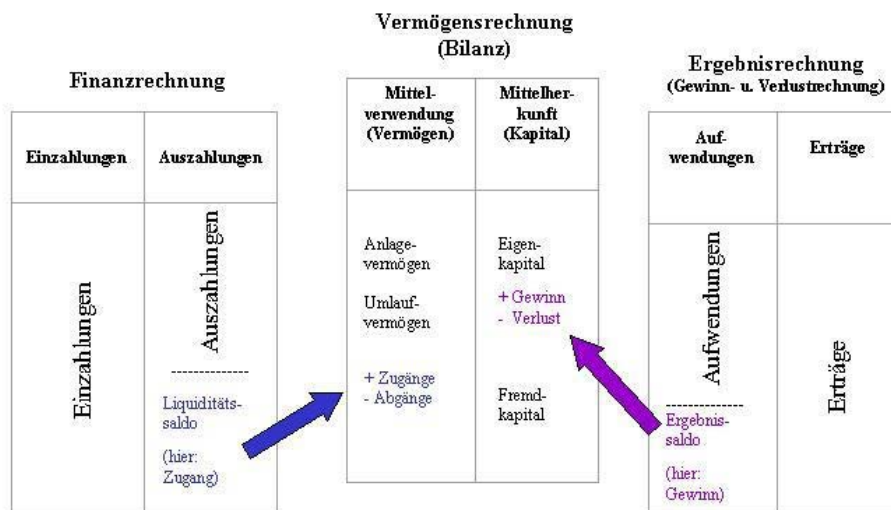 Finanzrechnung
Einzahlungen
Auszahlungen
Einzahlungen
Auszahlungen
Liquiditäts-
saldo
(hier:
Zugang)
Vermögensrechnung
(Bilanz)
Mittel-
verwendung
(Vermögen)
Mittelher-
kunft
(Kapital)
Anlage-
vermögen
Umlauf-
vermögen
+ Zugänge
- Abgänge
Eigen-
kapital
+ Gewinn
- Verlust
Fremd-
kapital
Ergebnisrechnung
(Gewinn- u. Verlustrechnung)
Auf-
wendungen
Erträge
Aufwendungen
Ergebnis-
saldo
(hier:
Gewinn)
Erträge